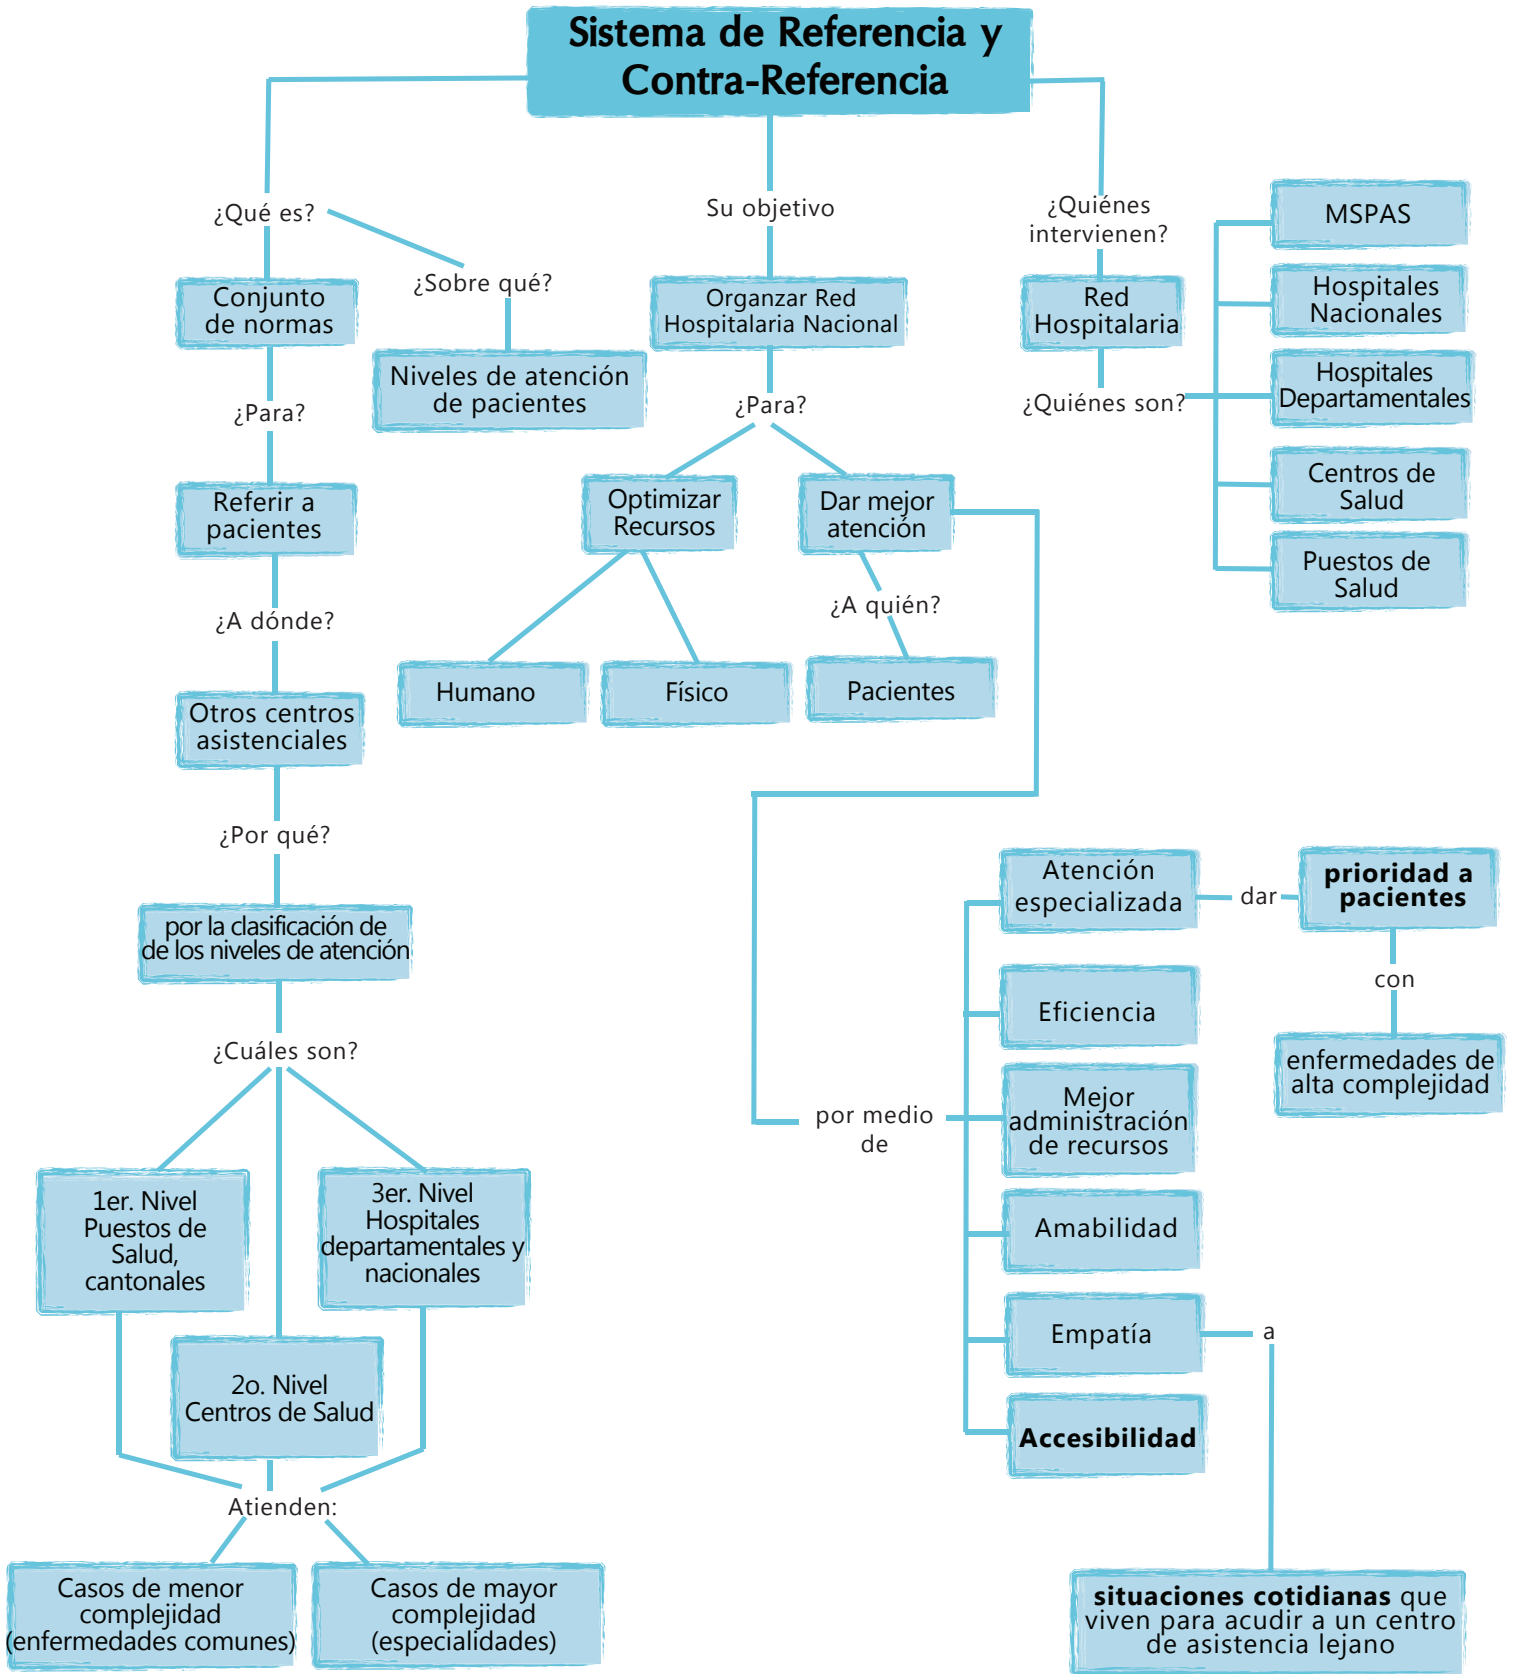 Sistema de Referencia y
Contra-Referencia
¿Qué es?
Conjunto
de normas
¿Para?
Referir a
pacientes
¿A dónde?
Otros centros
asistenciales
¿Por qué?
por la clasificación de
de los niveles de atención
¿Cuáles son?
1er. Nivel
Puestos de
Salud,
cantonales
2o. Nivel
Centros de Salud
3er. Nivel
Hospitales
departamentales y
nacionales
Atienden:
Casos de menor
complejidad
(enfermedades comunes)
Casos de mayor
complejidad
(especialidades)
¿Sobre qué?
Niveles de atención
de pacientes
Su objetivo
Organzar Red
Hospitalaria Nacional
¿Para?
Optimizar
Recursos
Humano
Físico
Dar mejor
atención
¿A quién?
Pacientes
por medio
de
Atención
especializada
dar
prioridad a
pacientes
con
enfermedades de
alta complejidad
Eficiencia
Mejor
administración
de recursos
Amabilidad
Empatía
a
situaciones cotidianas que
viven para acudir a un centro
de asistencia lejano
Accesibilidad
¿Quiénes
intervienen?
Red
Hospitalaria
¿Quiénes son?
MSPAS
Hospitales
Nacionales
Hospitales
Departamentales
Centros de
Salud
Puestos de
Salud